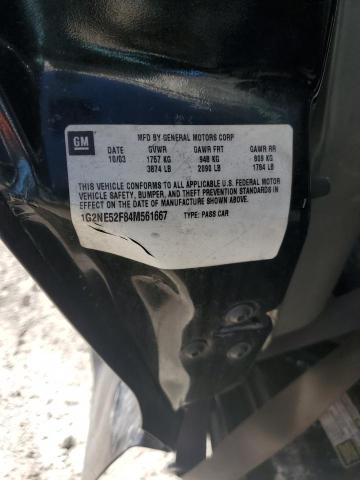 GM
MFD BY GENERAL MOTORS CORP
DATE GVWR GAWR FRT GAWR RR
10/03 1757 KG 948 KG 809 KG
3874 LB 2090 LB 1784 LB
THIS VEHICLE CONFORMS TO ALL APPLICABLE U.S. FEDERAL MOTOR
VEHICLE SAFETY, BUMPER, AND THEFT PREVENTION STANDARDS
IN EFFECT ON THE DATE OF MANUFACTURE SHOWN ABOVE.
1G2NE52F84M561667 TYPE: PASS CAR